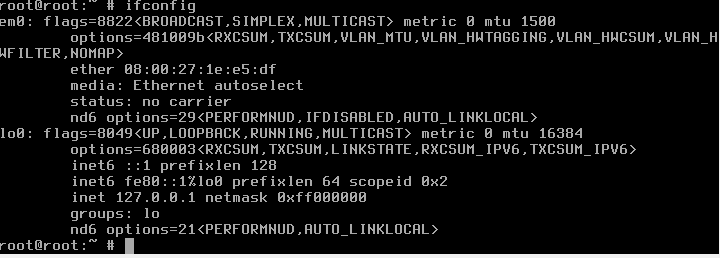 root@root:~ # ifconfig
em0: flags=8822<BROADCAST,SIMPLEX,MULTICAST> metric 0 mtu 1500
        options=481009b<RXCSUM,TXCSUM,VLAN_MTU,VLAN_HWTAGGING,VLAN_HWCSUM,VLAN_H
WFILTER,NOMAP>
        ether 08:00:27:1e:e5:df
        media: Ethernet autoselect
        status: no carrier
        nd6 options=29<PERFORMNUD,IFDISABLED,AUTO_LINKLOCAL>
lo0: flags=8049<UP,LOOPBACK,RUNNING,MULTICAST> metric 0 mtu 16384
        options=680003<RXCSUM,TXCSUM,LINKSTATE,RXCSUM_IPV6,TXCSUM_IPV6>
        inet6 ::1 prefixlen 128
        inet6 fe80::1%lo0 prefixlen 64 scopeid 0x2
        inet 127.0.0.1 netmask 0xff000000
        groups: lo
        nd6 options=21<PERFORMNUD,AUTO_LINKLOCAL>
root@root:~ #